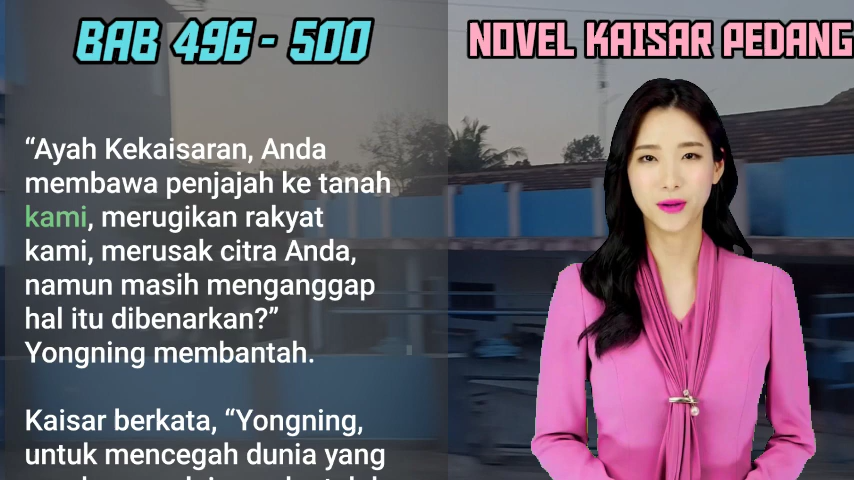 BAB 496 - 500
NOVEL KAISAR PEDANG
“Ayah Kekaisaran, Anda
membawa penjajah ke tanah
kami, merugikan rakyat
kami, merusak citra Anda,
namun masih menganggap
hal itu dibenarkan?”
Yongning membantah.
Kaisar berkata, “Yongning,
untuk mencegah dunia yang